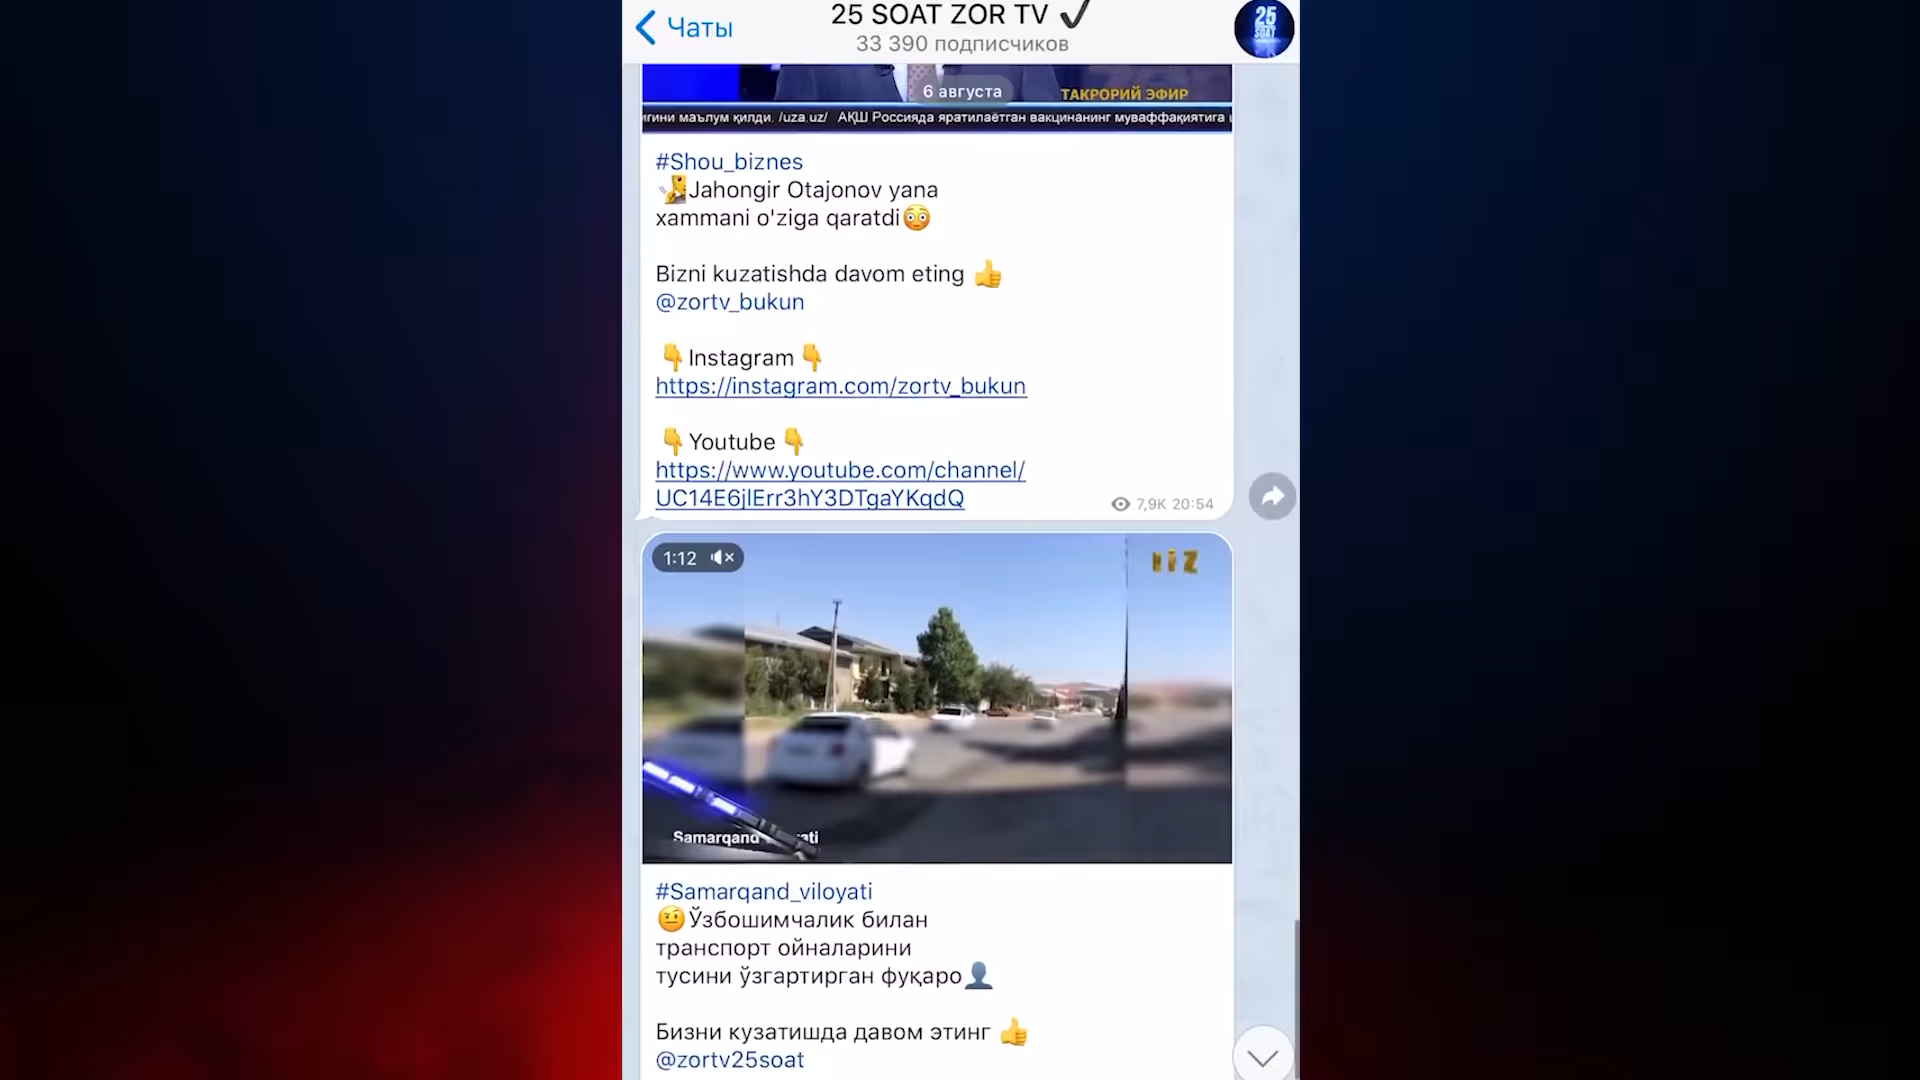 Чаты
25 SOAT ZOR TV
33 390 подписчиков
25
SOAT
6 августа
ТАКРОРИЙ ЭФИР
маълум қилди. /uza.uz/ АҚШ Россияда яратилаётган вакцинанинг муваффақиятига
#Shou_biznes
Jahongir Otajonov yana
xammani o'ziga qaratdi
Bizni kuzatishda davom eting
@zortv_bukun
Instagram
https://instagram.com/zortv_bukun
Youtube
https://www.youtube.com/channel/
UC14E6jlErr3hY3DTgaYKqdQ
7,9K 20:54
1:12
Samarqand
#Samarqand_viloyati
Ўзбошимчалик билан
транспорт ойналарини
тусини ўзгартирган фуқаро
Бизни кузатишда давом этинг
@zortv25soat